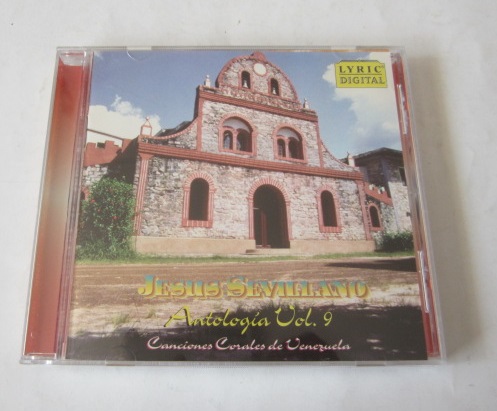 LYRIC
DIGITAL
JESUS SEVILLANO
Antología Vol. 9
Canciones Corales de Venezuela